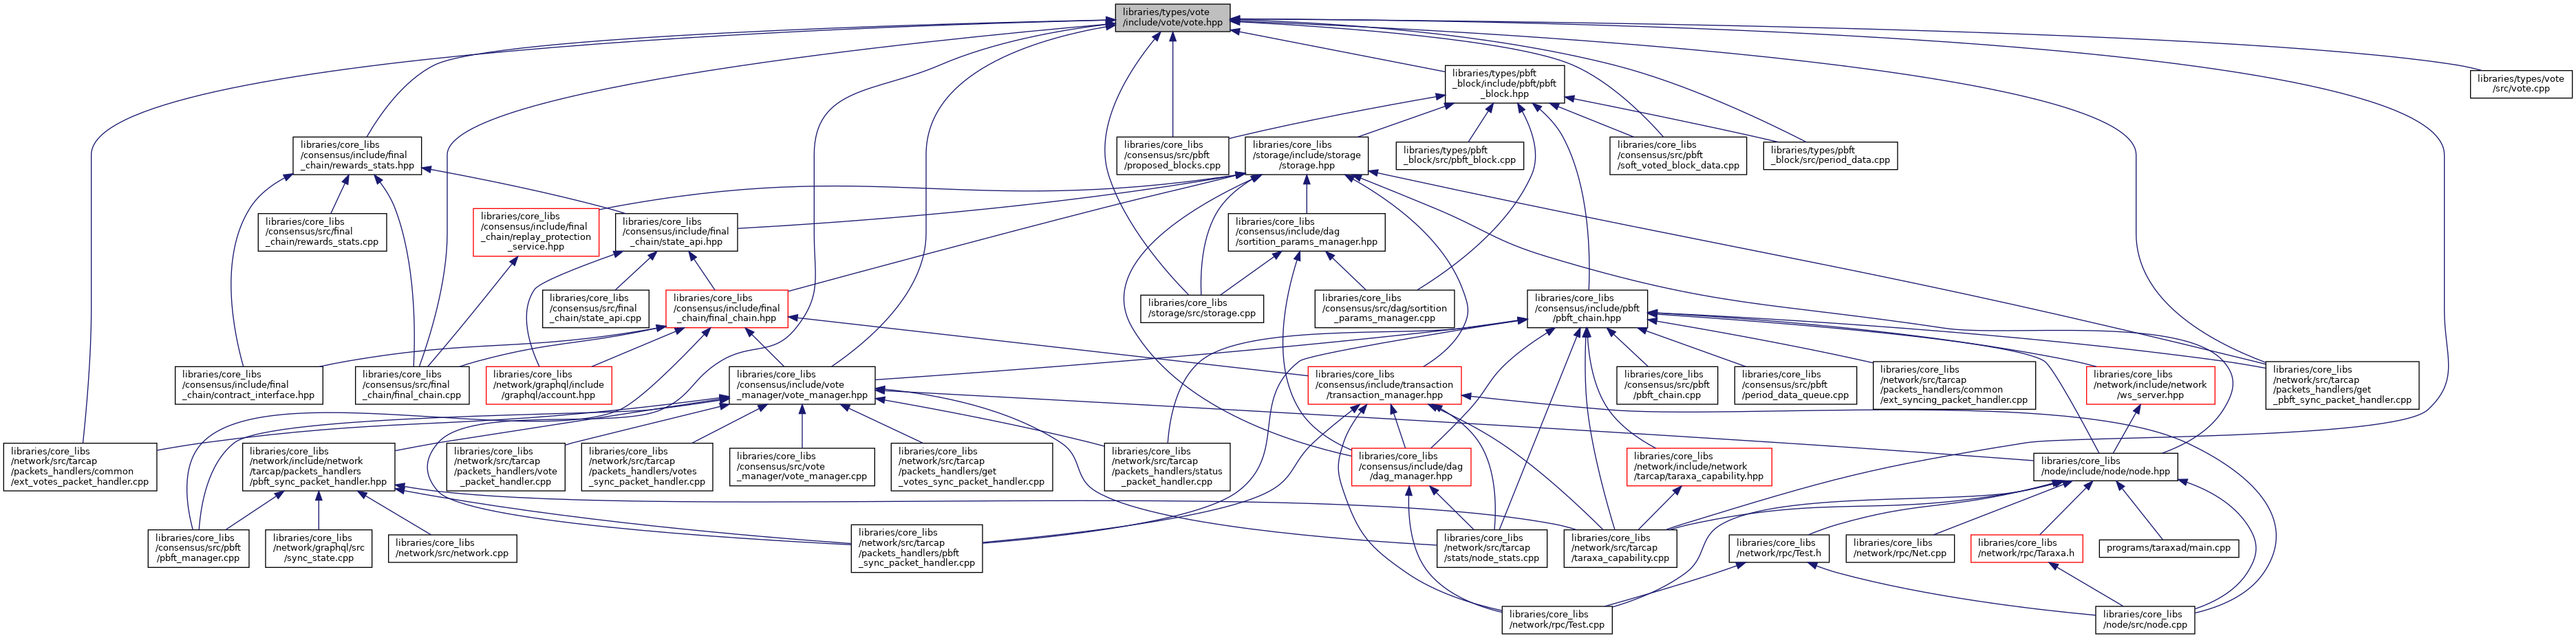 libraries/types/vote
/include/vote/vote.hpp
libraries/types/pbft
_block/include/pbft/pbft
_block.hpp
libraries/types/vote
/src/vote.cpp
libraries/core_libs
/consensus/include/final
_chain/rewards_stats.hpp
libraries/core_libs
/consensus/src/pbft
/proposed_blocks.cpp
libraries/core_libs
/storage/include/storage
/storage.hpp
libraries/types/pbft
_block/src/pbft_block.cpp
libraries/core_libs
/consensus/src/pbft
/soft_voted_block_data.cpp
libraries/types/pbft
_block/src/period_data.cpp
libraries/core_libs
/consensus/src/final
_chain/rewards_stats.cpp
libraries/core_libs
/consensus/include/final
_chain/replay_protection
_service.hpp
libraries/core_libs
/consensus/include/final
_chain/state_api.hpp
libraries/core_libs
/consensus/include/dag
/sortition_params_manager.hpp
libraries/core_libs
/consensus/src/final
_chain/state_api.cpp
libraries/core_libs
/consensus/include/final
_chain/final_chain.hpp
libraries/core_libs
/storage/src/storage.cpp
libraries/core_libs
/consensus/src/dag/sortition
_params_manager.cpp
libraries/core_libs
/consensus/include/pbft
/pbft_chain.hpp
libraries/core_libs
/consensus/include/final
_chain/contract_interface.hpp
libraries/core_libs
/consensus/src/final
_chain/final_chain.cpp
libraries/core_libs
/network/graphql/include
/graphql/account.hpp
libraries/core_libs
/consensus/include/vote
_manager/vote_manager.hpp
libraries/core_libs
/consensus/include/transaction
/transaction_manager.hpp
libraries/core_libs
/consensus/src/pbft
/pbft_chain.cpp
libraries/core_libs
/consensus/src/pbft
/period_data_queue.cpp
libraries/core_libs
/network/src/tarcap
/packets_handlers/common
/ext_syncing_packet_handler.cpp
libraries/core_libs
/network/include/network
/ws_server.hpp
libraries/core_libs
/network/src/tarcap
/packets_handlers/get
_pbft_sync_packet_handler.cpp
libraries/core_libs
/network/src/tarcap
/packets_handlers/common
/ext_votes_packet_handler.cpp
libraries/core_libs
/network/include/network
/tarcap/packets_handlers
/pbft_sync_packet_handler.hpp
libraries/core_libs
/network/src/tarcap
/packets_handlers/vote
_packet_handler.cpp
libraries/core_libs
/network/src/tarcap
/packets_handlers/votes
_sync_packet_handler.cpp
libraries/core_libs
/consensus/src/vote
_manager/vote_manager.cpp
libraries/core_libs
/network/src/tarcap
/packets_handlers/get
_votes_sync_packet_handler.cpp
libraries/core_libs
/network/src/tarcap
/packets_handlers/status
_packet_handler.cpp
libraries/core_libs
/consensus/include/dag
/dag_manager.hpp
libraries/core_libs
/network/include/network
/tarcap/taraxa_capability.hpp
libraries/core_libs
/node/include/node/node.hpp
libraries/core_libs
/consensus/src/pbft
/pbft_manager.cpp
libraries/core_libs
/network/graphql/src
/sync_state.cpp
libraries/core_libs
/network/src/network.cpp
libraries/core_libs
/network/src/tarcap
/packets_handlers/pbft
_sync_packet_handler.cpp
libraries/core_libs
/network/src/tarcap
/stats/node_stats.cpp
libraries/core_libs
/network/src/tarcap
/taraxa_capability.cpp
libraries/core_libs
/network/rpc/Test.h
libraries/core_libs
/network/rpc/Net.cpp
libraries/core_libs
/network/rpc/Taraxa.h
programs/taraxad/main.cpp
libraries/core_libs
/network/rpc/Test.cpp
libraries/core_libs
/node/src/node.cpp